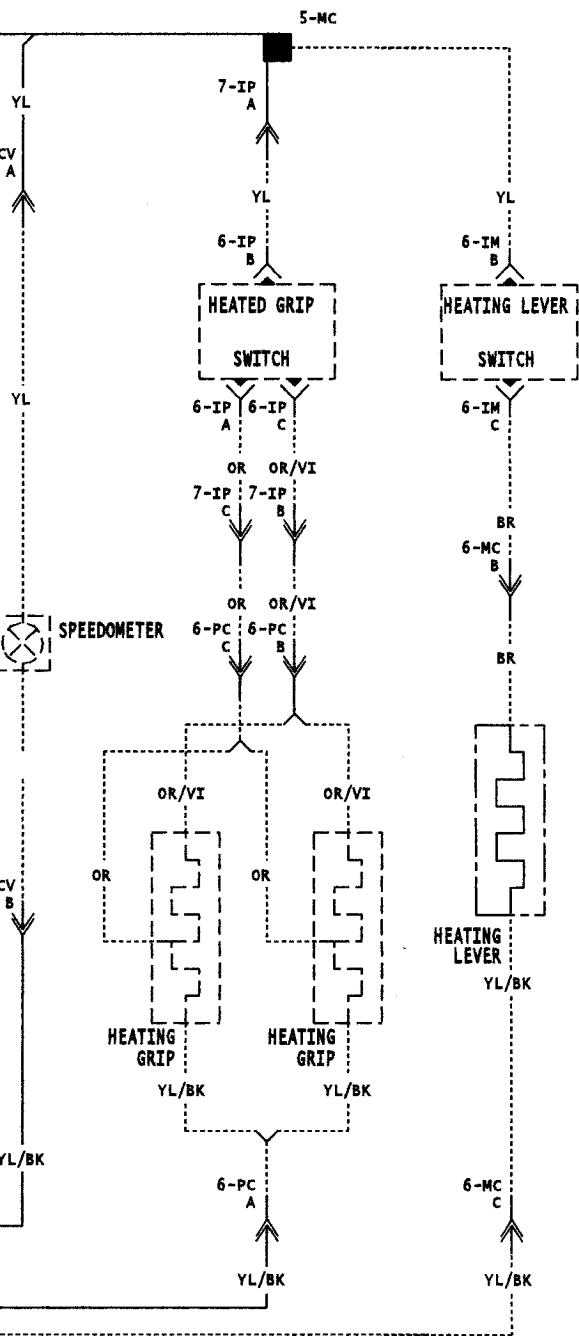 5-MC
7-IP
A
YL
CV
A
YL
YL
6-IP
B
6-IM
B
HEATED GRIP
SWITCH
HEATING LEVER
SWITCH
6-IP 6-IP
A C
6-IM
C
YL
OR OR/VI
7-IP 7-IP
C B
BR
6-MC
B
OR OR/VI
6-PC 6-PC
C B
SPEEDOMETER
BR
OR/VI
OR/VI
OR
OR
CV
B
HEATING
LEVER
YL/BK
HEATING
GRIP
HEATING
GRIP
YL/BK
YL/BK
YL/BK
6-PC
A
6-MC
C
YL/BK
YL/BK